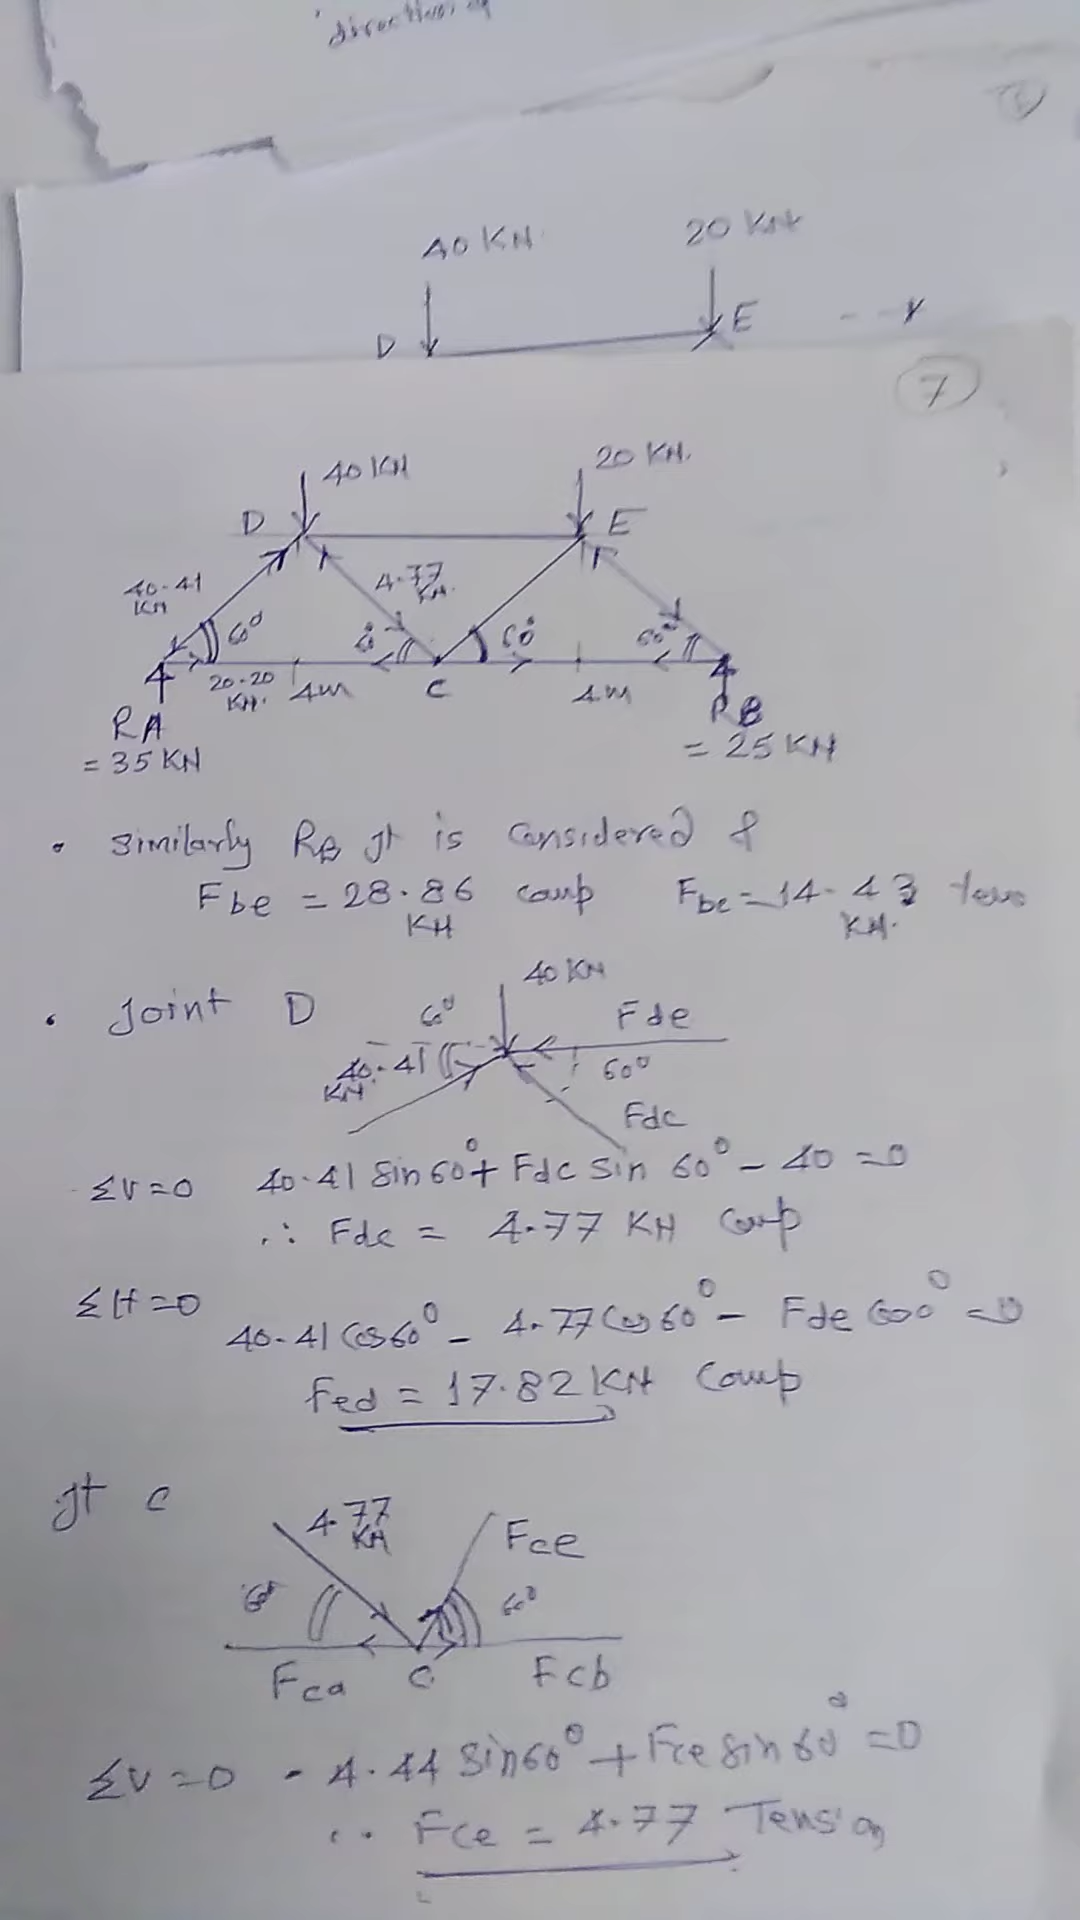 direction of
40 KN
20 KN
D
E
7
40 KN
20 KN.
D
E
40.41
KN
4.77
KN.
60°
60°
60°
60°
20.20
KN.
4m
C
4m
RA
= 35 KN
RB
= 25 KN
• Similarly RB jt is Considered &
Fbe = 28.86 comp Fbc = 14.43 tens
KN
KN.
• Joint D
40 KN
60°
Fde
40.41
KN
60°
Fdc
ΣV=0 40.41 Sin 60° + Fdc Sin 60° - 40 = 0
∴ Fdc = 4.77 KN Comp
ΣH=0 40.41 Cos60° - 4.77 Cos 60° - Fde Cos0° = 0
Fed = 17.82 KN Comp
jt C
4.77
KN
Fce
60°
60°
Fca
C
Fcb
ΣV=0 - 4.44 Sin60° + Fce Sin 60° = 0
∴ Fce = 4.77 Tension